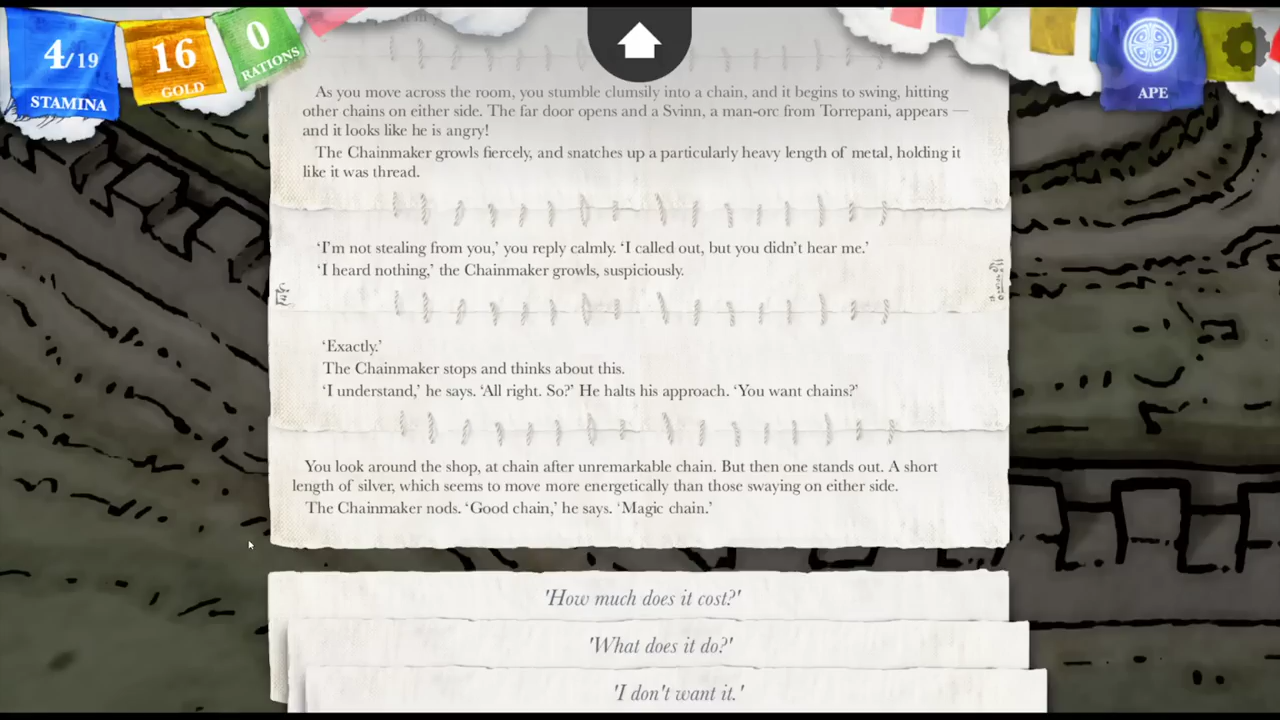 4/19
STAMINA
16
GOLD
0
RATIONS
APE
As you move across the room, you stumble clumsily into a chain, and it begins to swing, hitting
other chains on either side. The far door opens and a Svinn, a man-orc from Torrepani, appears —
and it looks like he is angry!
The Chainmaker growls fiercely, and snatches up a particularly heavy length of metal, holding it
like it was thread.
‘I’m not stealing from you,’ you reply calmly. ‘I called out, but you didn’t hear me.’
‘I heard nothing,’ the Chainmaker growls, suspiciously.
‘Exactly.’
The Chainmaker stops and thinks about this.
‘I understand,’ he says. ‘All right. So?’ He halts his approach. ‘You want chains?’
You look around the shop, at chain after unremarkable chain. But then one stands out. A short
length of silver, which seems to move more energetically than those swaying on either side.
The Chainmaker nods. ‘Good chain,’ he says. ‘Magic chain.’
'How much does it cost?'
'What does it do?'
'I don't want it.'